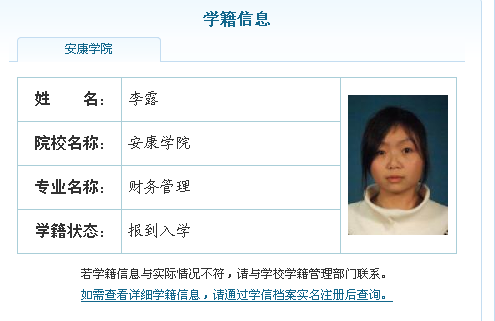 学籍信息
安康学院
姓　　名： 李露
院校名称： 安康学院
专业名称： 财务管理
学籍状态： 报到入学
若学籍信息与实际情况不符，请与学校学籍管理部门联系。
如需查看详细学籍信息，请通过学信档案实名注册后查询。